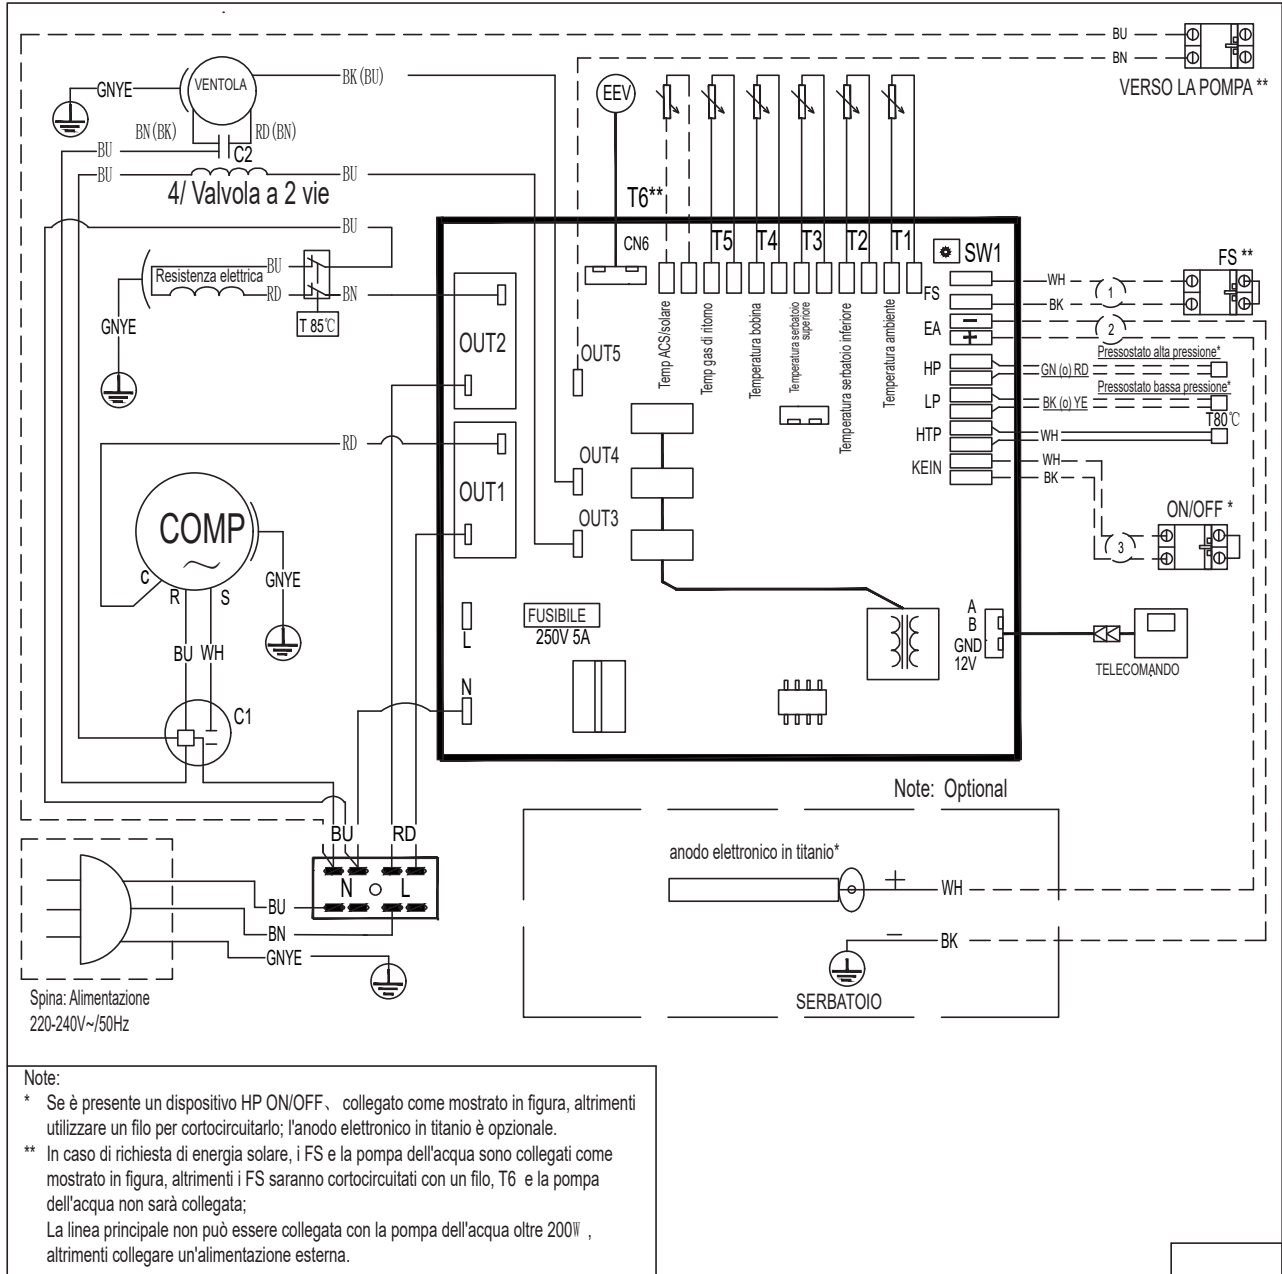 BU
BN
VERSO LA POMPA **
VENTOLA
GNYE
BK(BU)
BN(BK)
RD(BN)
C2
BU
BU
BU
4/ Valvola a 2 vie
BU
Resistenza elettrica
BU
RD
BN
T 85℃
GNYE
EEV
T6**
CN6
T5
T4
T3
T2
T1
SW1
Temp ACS/solare
Temp gas di ritorno
Temperatura bobina
Temperatura serbatoio superiore
Temperatura serbatoio inferiore
Temperatura ambiente
FS
EA
HP
LP
HTP
KEIN
WH
BK
1
2
FS **
Pressostato alta pressione*
GN (o) RD
Pressostato bassa pressione*
BK (o) YE
T80℃
WH
WH
BK
3
ON/OFF *
OUT2
OUT5
OUT1
OUT4
OUT3
RD
COMP
C
R
S
GNYE
BU
WH
C1
L
N
FUSIBILE
250V 5A
A
B
GND
12V
TELECOMANDO
Note: Optional
BU
RD
N
L
BU
BN
GNYE
Spina: Alimentazione
220-240V~/50Hz
anodo elettronico in titanio*
+
WH
−
BK
SERBATOIO
Note:
* Se è presente un dispositivo HP ON/OFF、 collegato come mostrato in figura, altrimenti
utilizzare un filo per cortocircuitarlo; l'anodo elettronico in titanio è opzionale.
** In caso di richiesta di energia solare, i FS e la pompa dell'acqua sono collegati come
mostrato in figura, altrimenti i FS saranno cortocircuitati con un filo, T6 e la pompa
dell'acqua non sarà collegata;
La linea principale non può essere collegata con la pompa dell'acqua oltre 200W ,
altrimenti collegare un'alimentazione esterna.